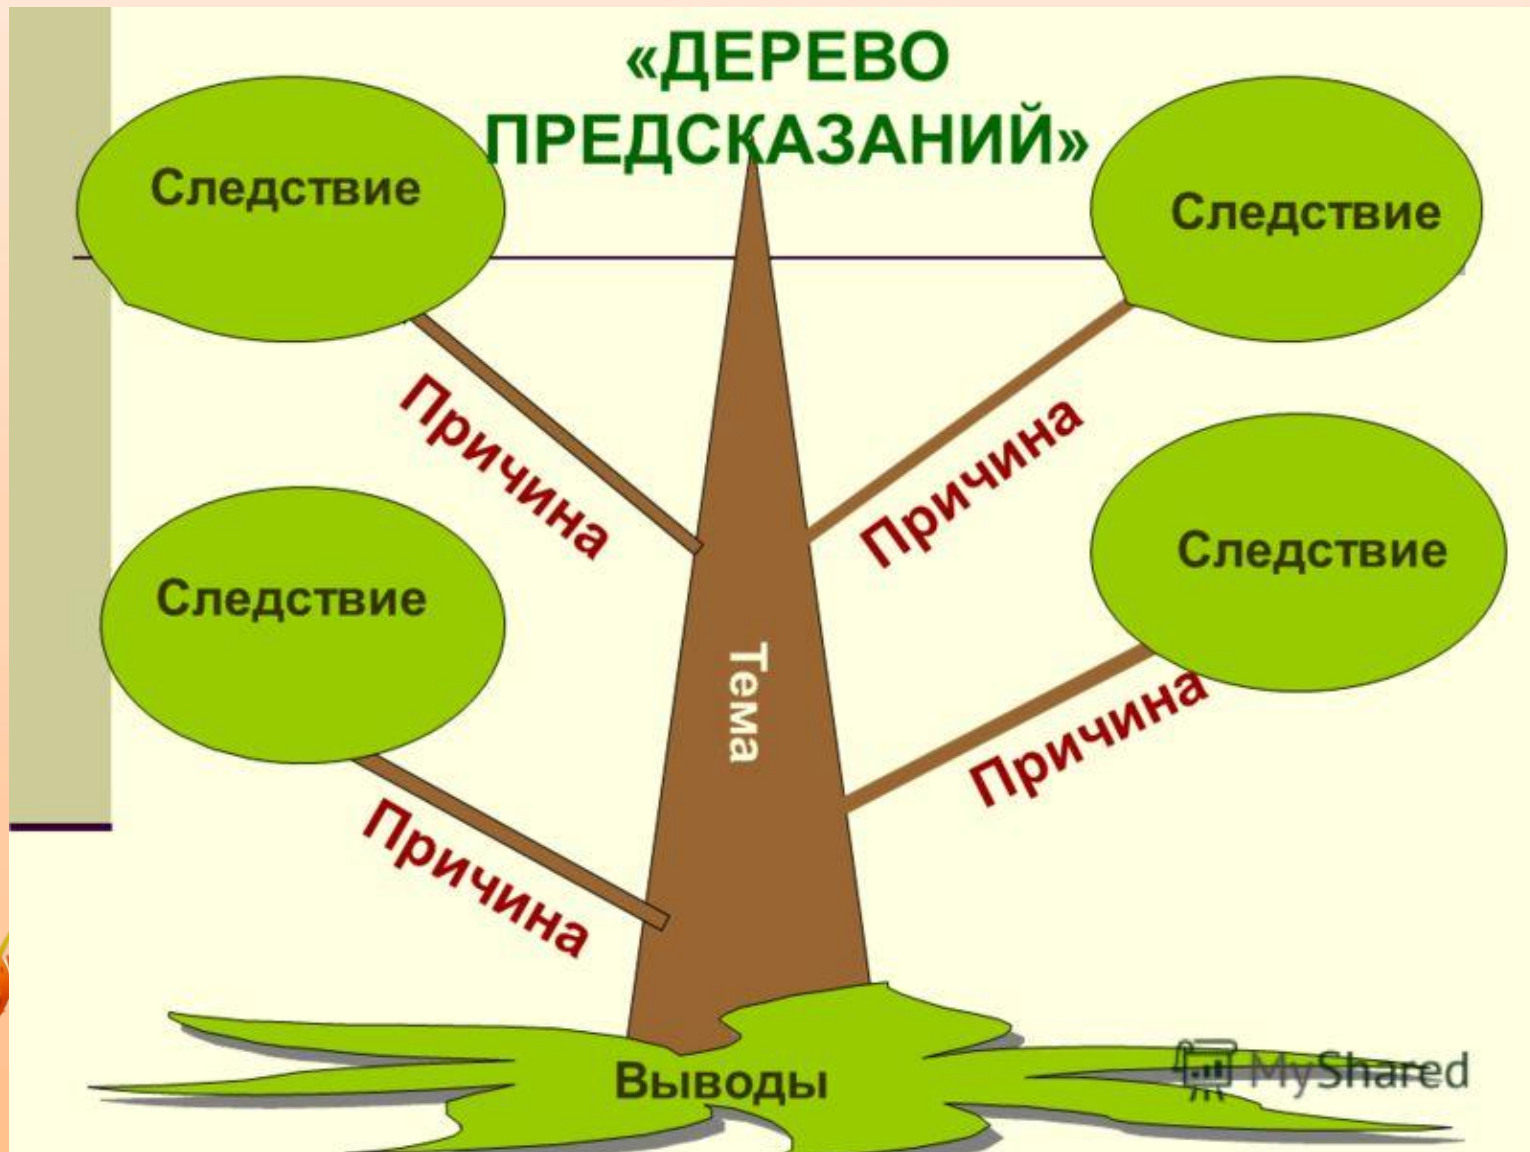 «ДЕРЕВО
ПРЕДСКАЗАНИЙ»
Следствие
Следствие
Причина
Причина
Следствие
Следствие
Тема
Причина
Причина
Выводы
MyShared